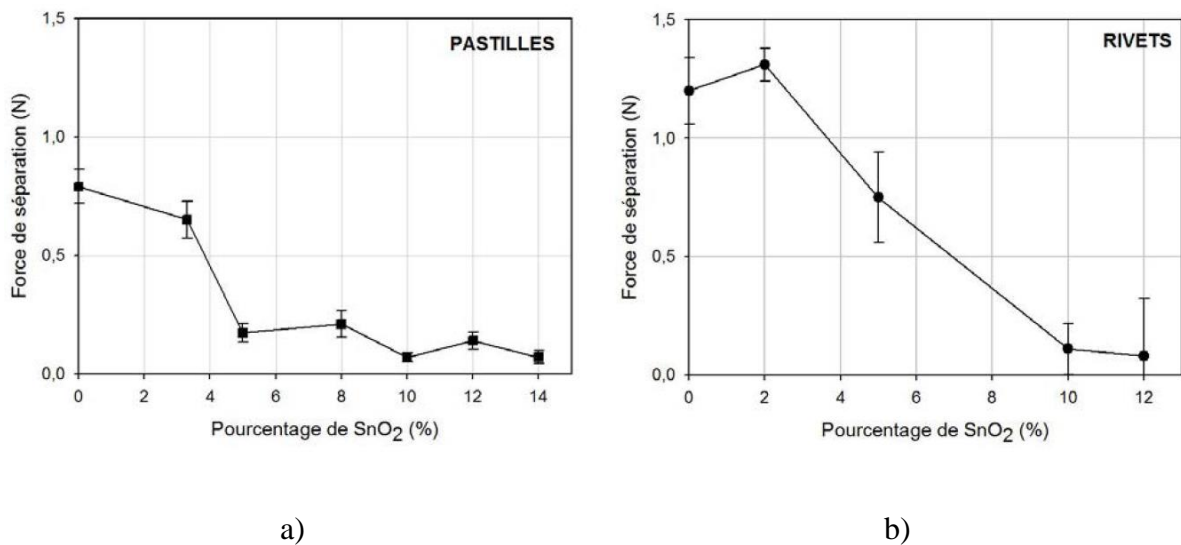 PASTILLES
Force de séparation (N)
1,5
1,0
0,5
0,0
0 2 4 6 8 10 12 14
Pourcentage de SnO2 (%)
a)
RIVETS
Force de séparation (N)
1,5
1,0
0,5
0,0
0 2 4 6 8 10 12
Pourcentage de SnO2 (%)
b)